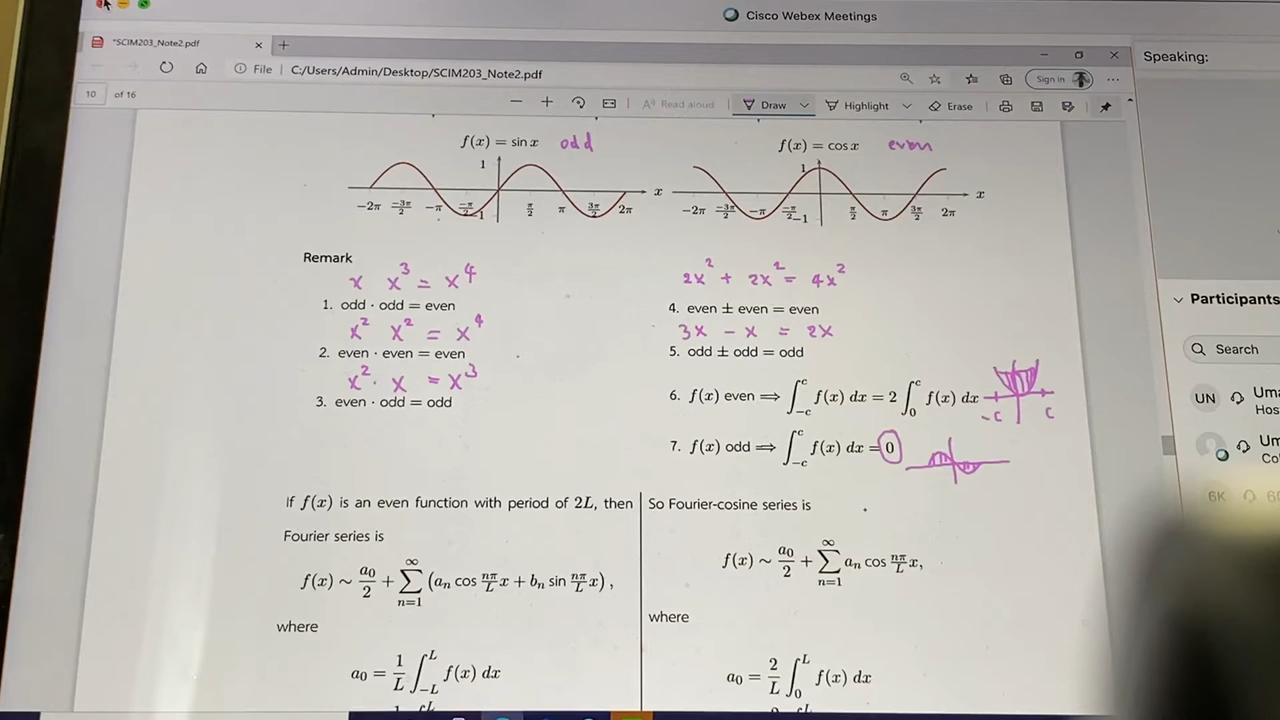 Cisco Webex Meetings
*SCIM203_Note2.pdf
Speaking:
File | C:/Users/Admin/Desktop/SCIM203_Note2.pdf
Sign in
10 of 16
Read aloud
Draw
Highlight
Erase
f(x) = sin x odd
1
x
−2π −3π/2 −π −π/2 −1 π/2 π 3π/2 2π
f(x) = cos x even
1
x
−2π −3π/2 −π −π/2 −1 π/2 π 3π/2 2π
Remark
x x³ = x⁴
1. odd · odd = even
x² x² = x⁴
2. even · even = even
x² · x = x³
3. even · odd = odd
2x² + 2x² = 4x²
4. even ± even = even
3x − x = 2x
5. odd ± odd = odd
6. f(x) even ⟹ ∫_{−c}^{c} f(x) dx = 2 ∫_{0}^{c} f(x) dx
−c c
7. f(x) odd ⟹ ∫_{−c}^{c} f(x) dx = 0
If f(x) is an even function with period of 2L, then
Fourier series is
f(x) ~ a₀/2 + ∑_{n=1}^{∞} (aₙ cos nπ/L x + bₙ sin nπ/L x),
where
a₀ = 1/L ∫_{−L}^{L} f(x) dx
So Fourier-cosine series is
f(x) ~ a₀/2 + ∑_{n=1}^{∞} aₙ cos nπ/L x,
where
a₀ = 2/L ∫_{0}^{L} f(x) dx
Participants
Search
UN
Uma
Hos
Um
Co
6K